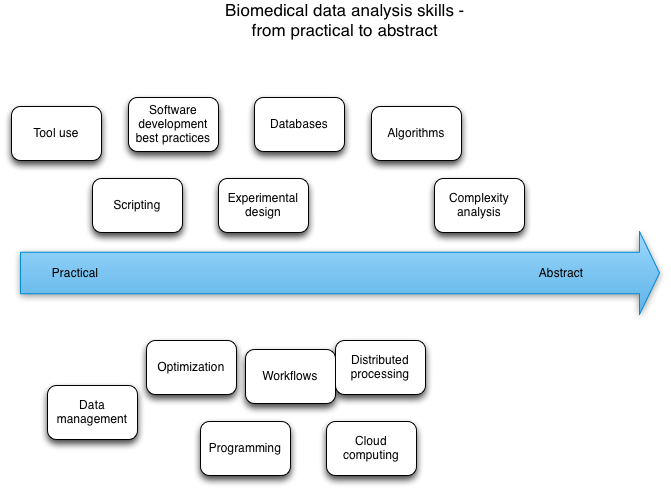 Biomedical data analysis skills -
from practical to abstract
Tool use
Software
development
best practices
Databases
Algorithms
Scripting
Experimental
design
Complexity
analysis
Practical
Abstract
Optimization
Workflows
Distributed
processing
Data
management
Programming
Cloud
computing